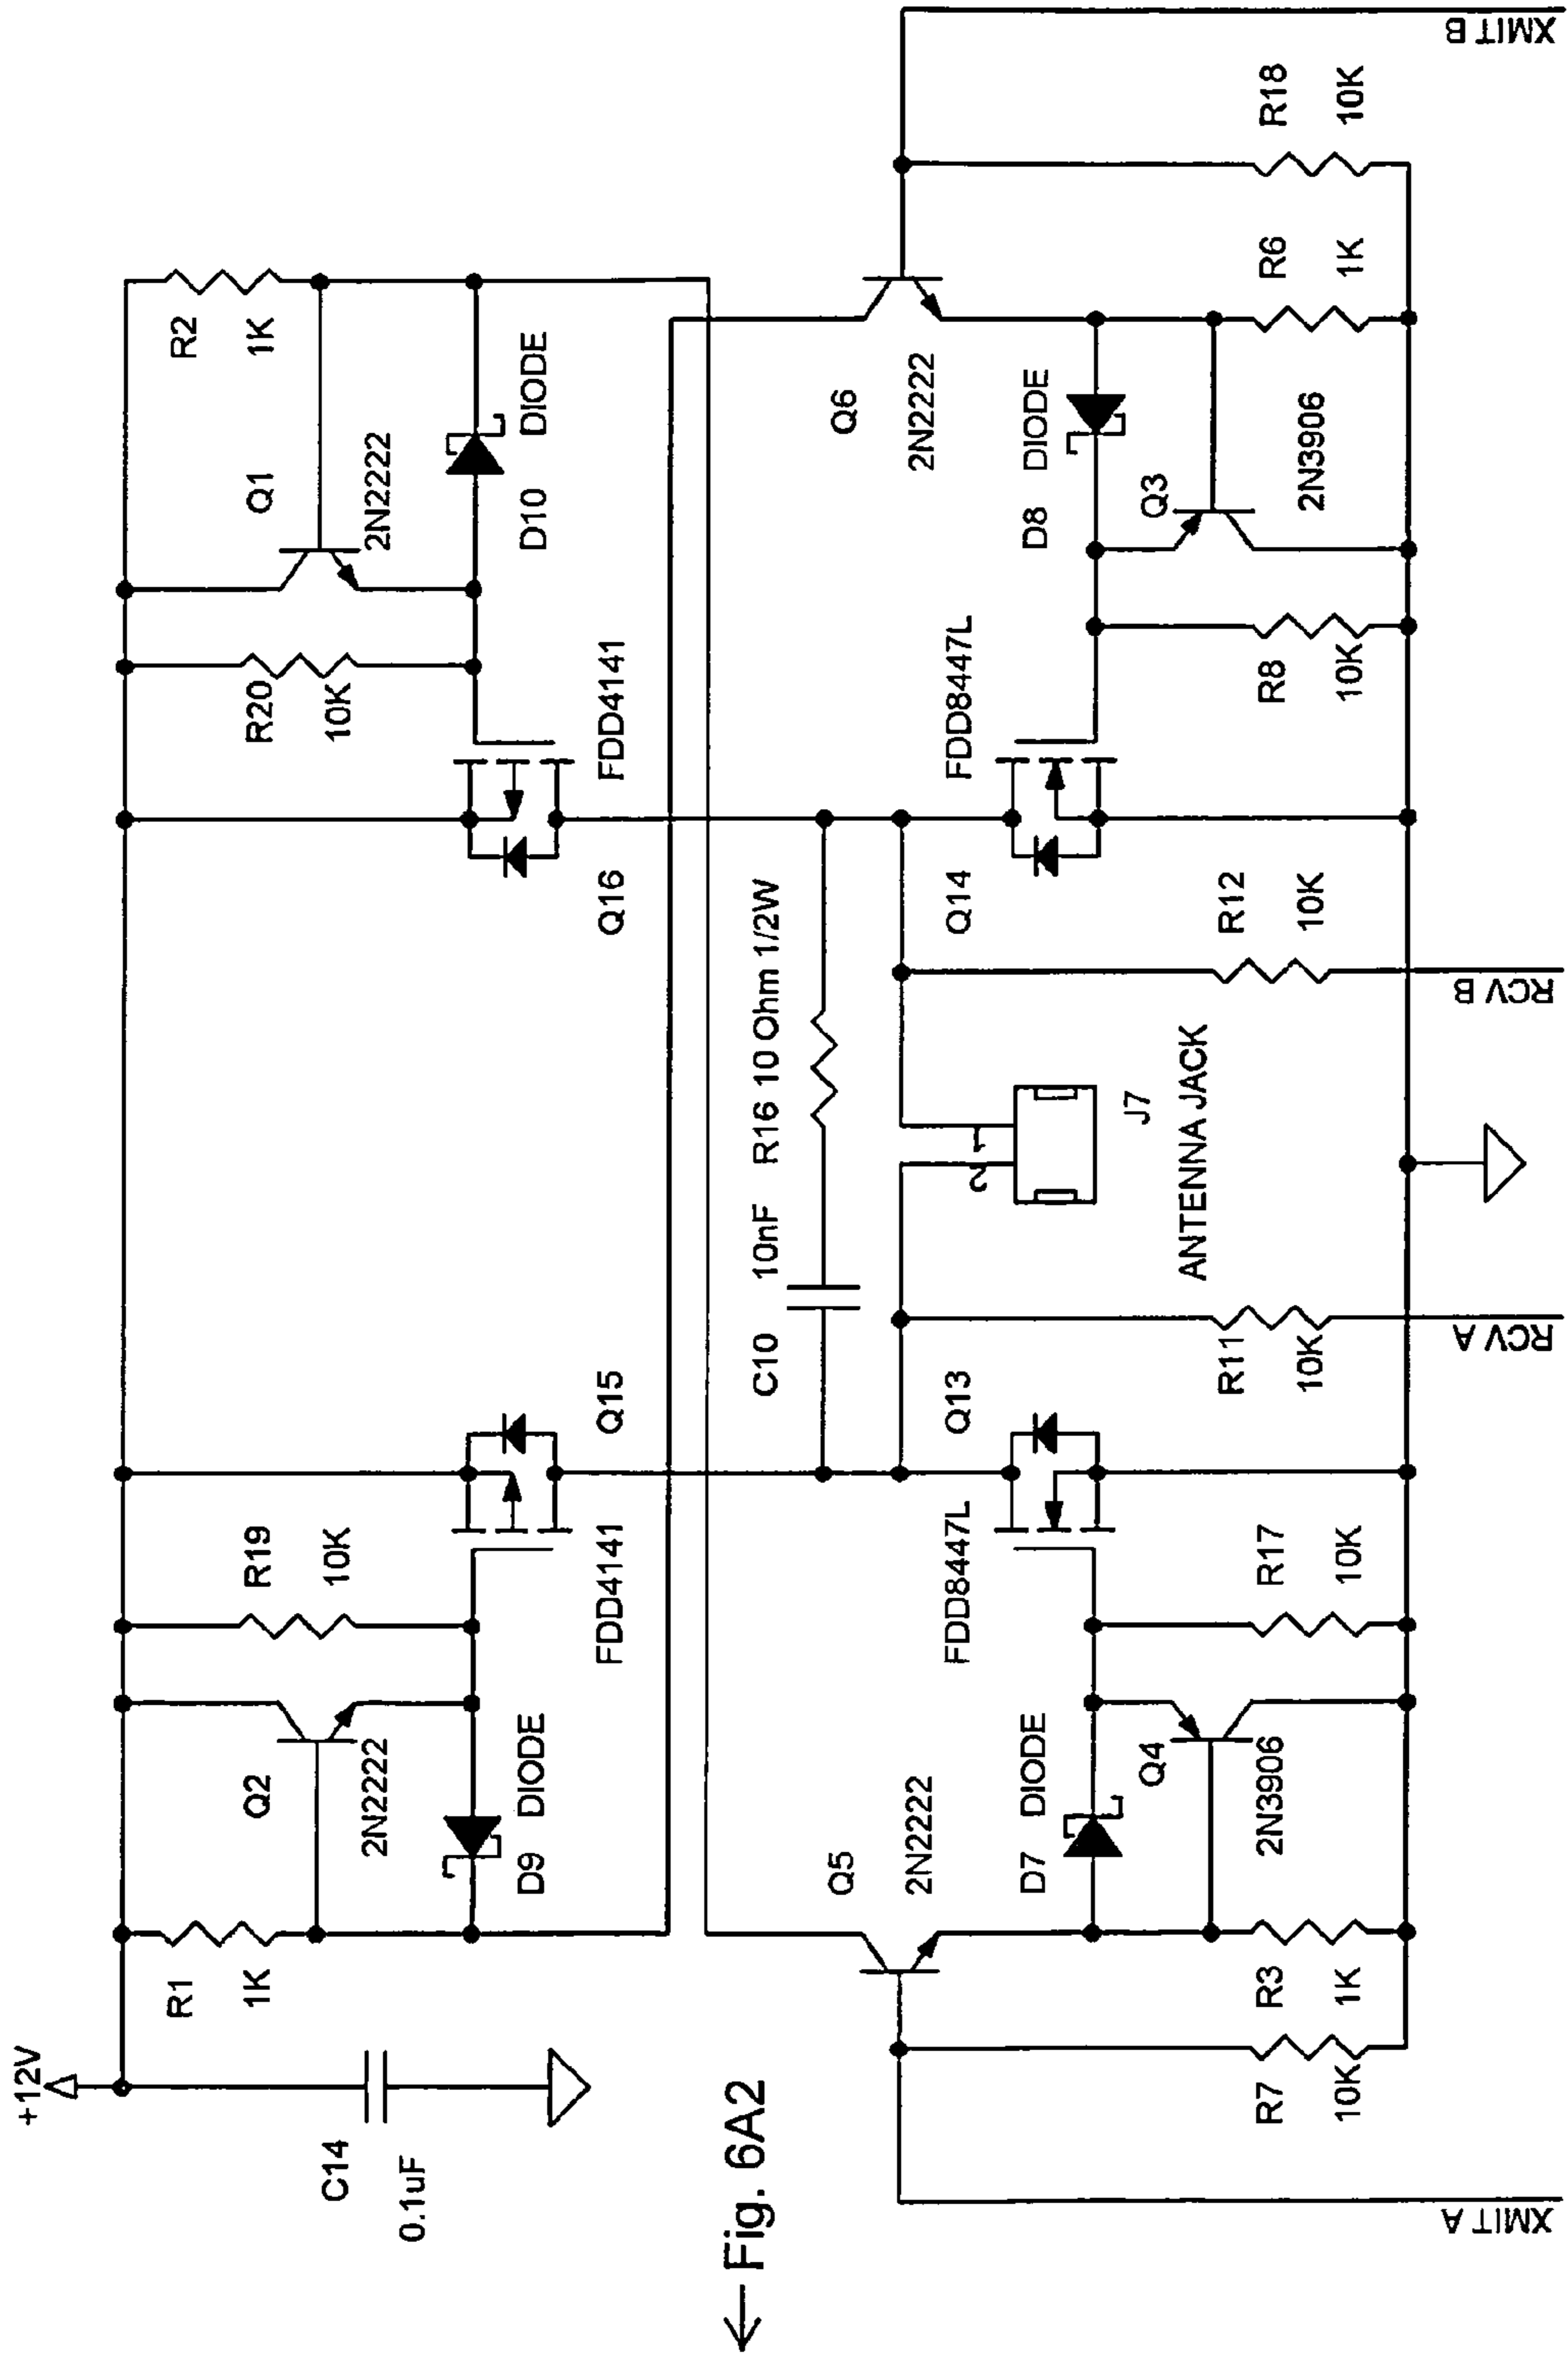 +12V
C14
0.1uF
R1
1K
Q2
2N2222
D9 DIODE
R19
10K
FDD4141
Q15
Q16
FDD4141
R20
10K
Q1
2N2222
D10 DIODE
R2
1K
C10 10nF R16 10 Ohm 1/2W
Q5
2N2222
D7 DIODE
Q4
2N3906
FDD8447L
Q13
R7
10K
R3
1K
R17
10K
R11
10K
2
1
J7
ANTENNA JACK
R12
10K
Q14
FDD8447L
R8
10K
D8 DIODE
Q3
2N3906
Q6
2N2222
R6
1K
R18
10K
XMIT A
RCV A
RCV B
XMIT B
← Fig. 6A2